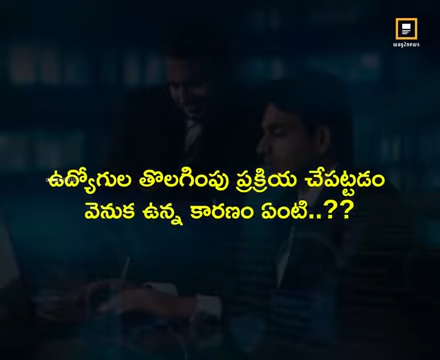 way2news
ఉద్యోగుల తొలగింపు ప్రక్రియ చేపట్టడం
వెనుక ఉన్న కారణం ఏంటి..??